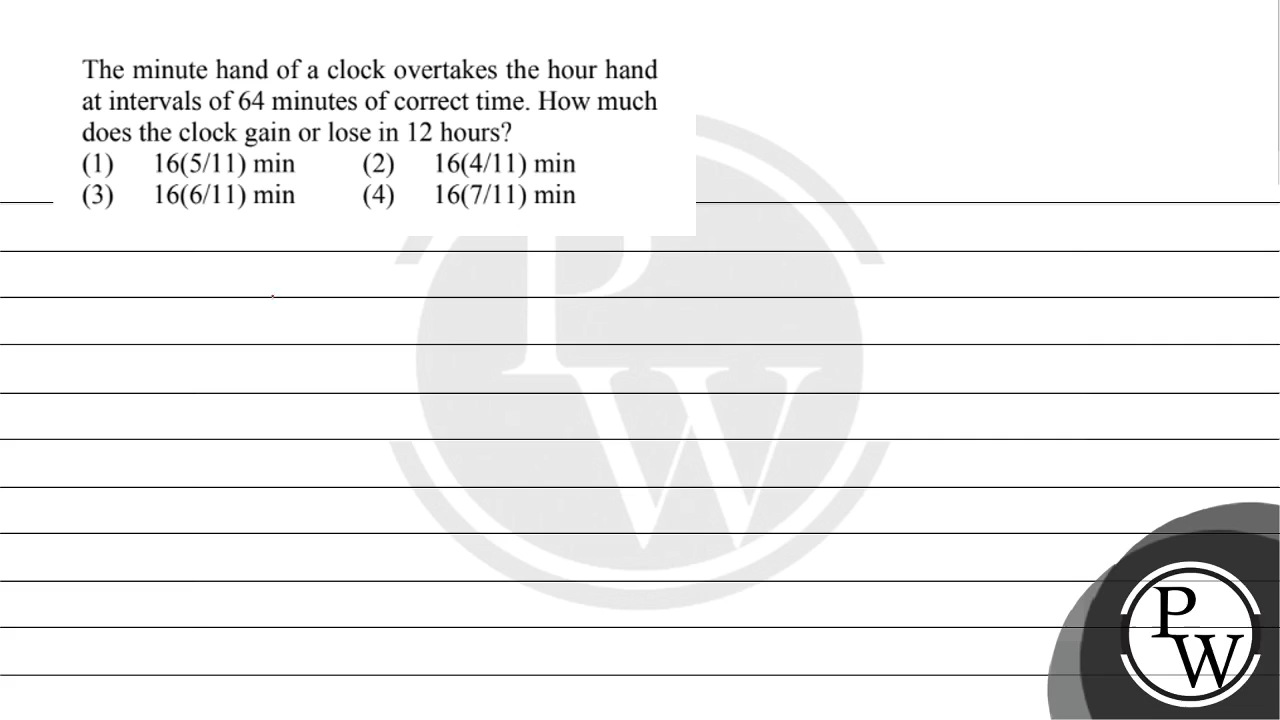 The minute hand of a clock overtakes the hour hand
at intervals of 64 minutes of correct time. How much
does the clock gain or lose in 12 hours?
(1) 16(5/11) min (2) 16(4/11) min
(3) 16(6/11) min (4) 16(7/11) min
P
W
P
W